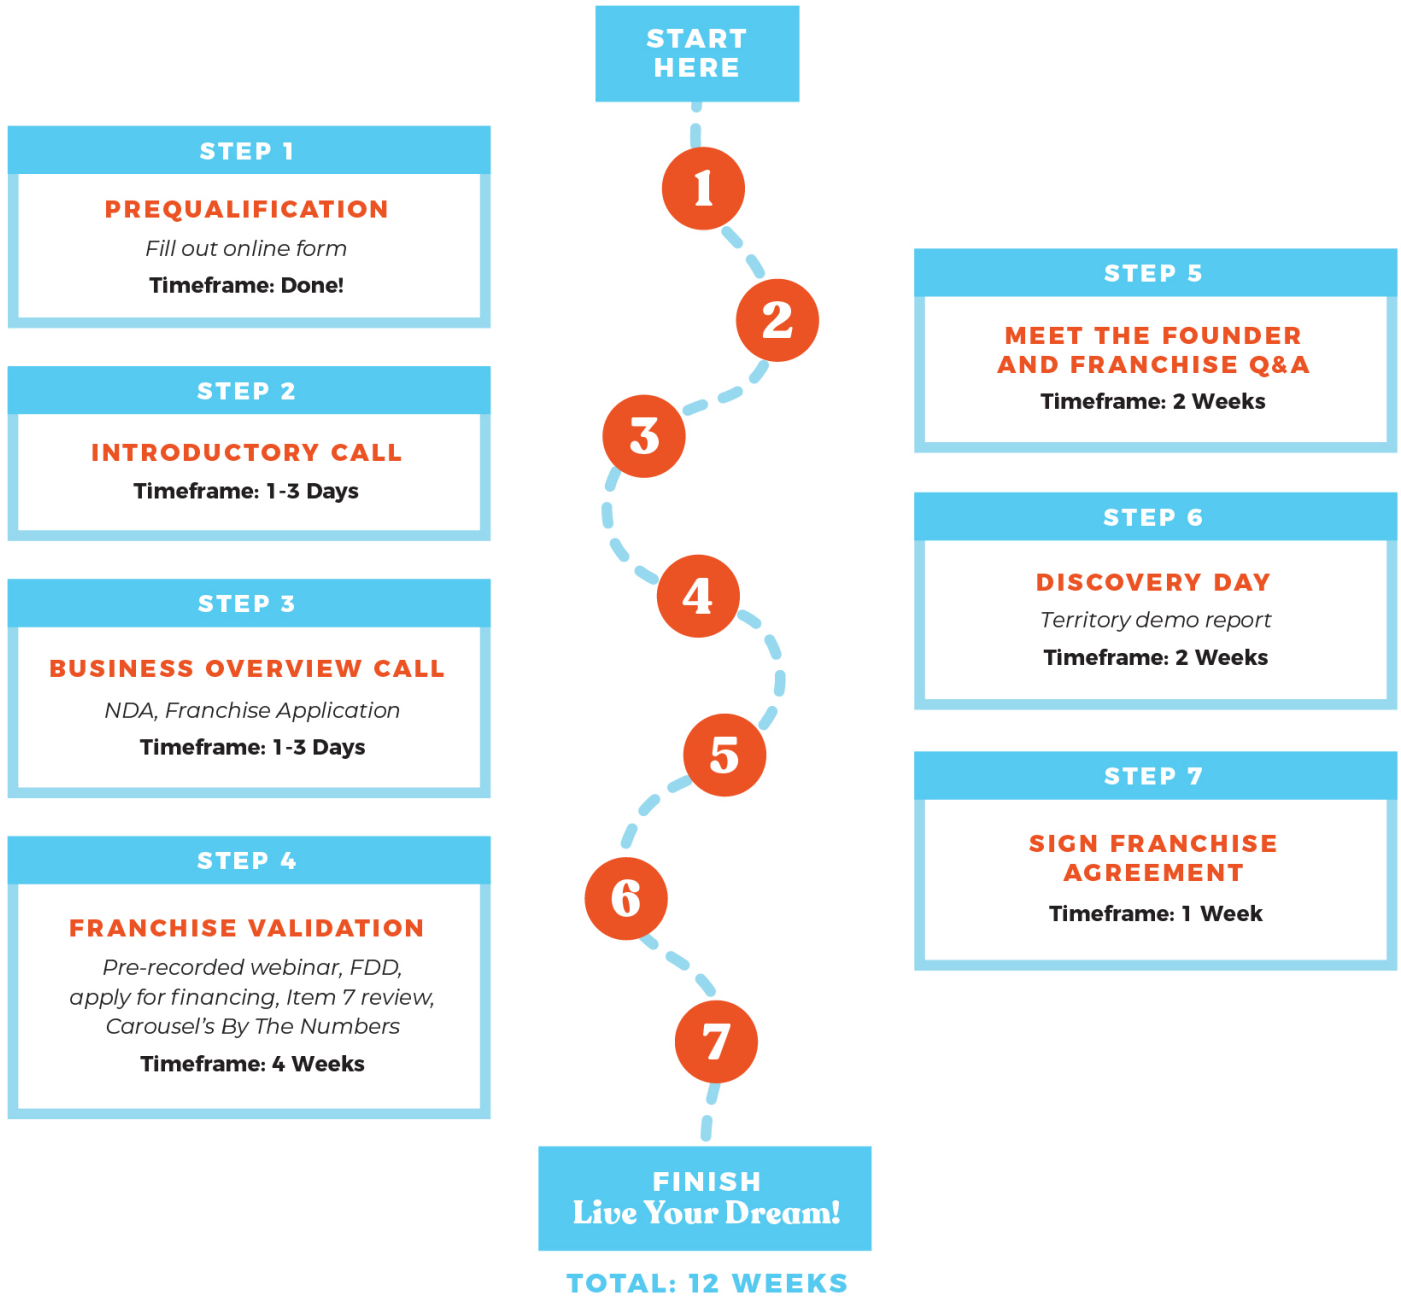 START
HERE
STEP 1
PREQUALIFICATION
Fill out online form
Timeframe: Done!
STEP 2
INTRODUCTORY CALL
Timeframe: 1-3 Days
STEP 3
BUSINESS OVERVIEW CALL
NDA, Franchise Application
Timeframe: 1-3 Days
STEP 4
FRANCHISE VALIDATION
Pre-recorded webinar, FDD,
apply for financing, Item 7 review,
Carousel's By The Numbers
Timeframe: 4 Weeks
1
2
3
4
5
6
7
STEP 5
MEET THE FOUNDER
AND FRANCHISE Q&A
Timeframe: 2 Weeks
STEP 6
DISCOVERY DAY
Territory demo report
Timeframe: 2 Weeks
STEP 7
SIGN FRANCHISE
AGREEMENT
Timeframe: 1 Week
FINISH
Live Your Dream!
TOTAL: 12 WEEKS